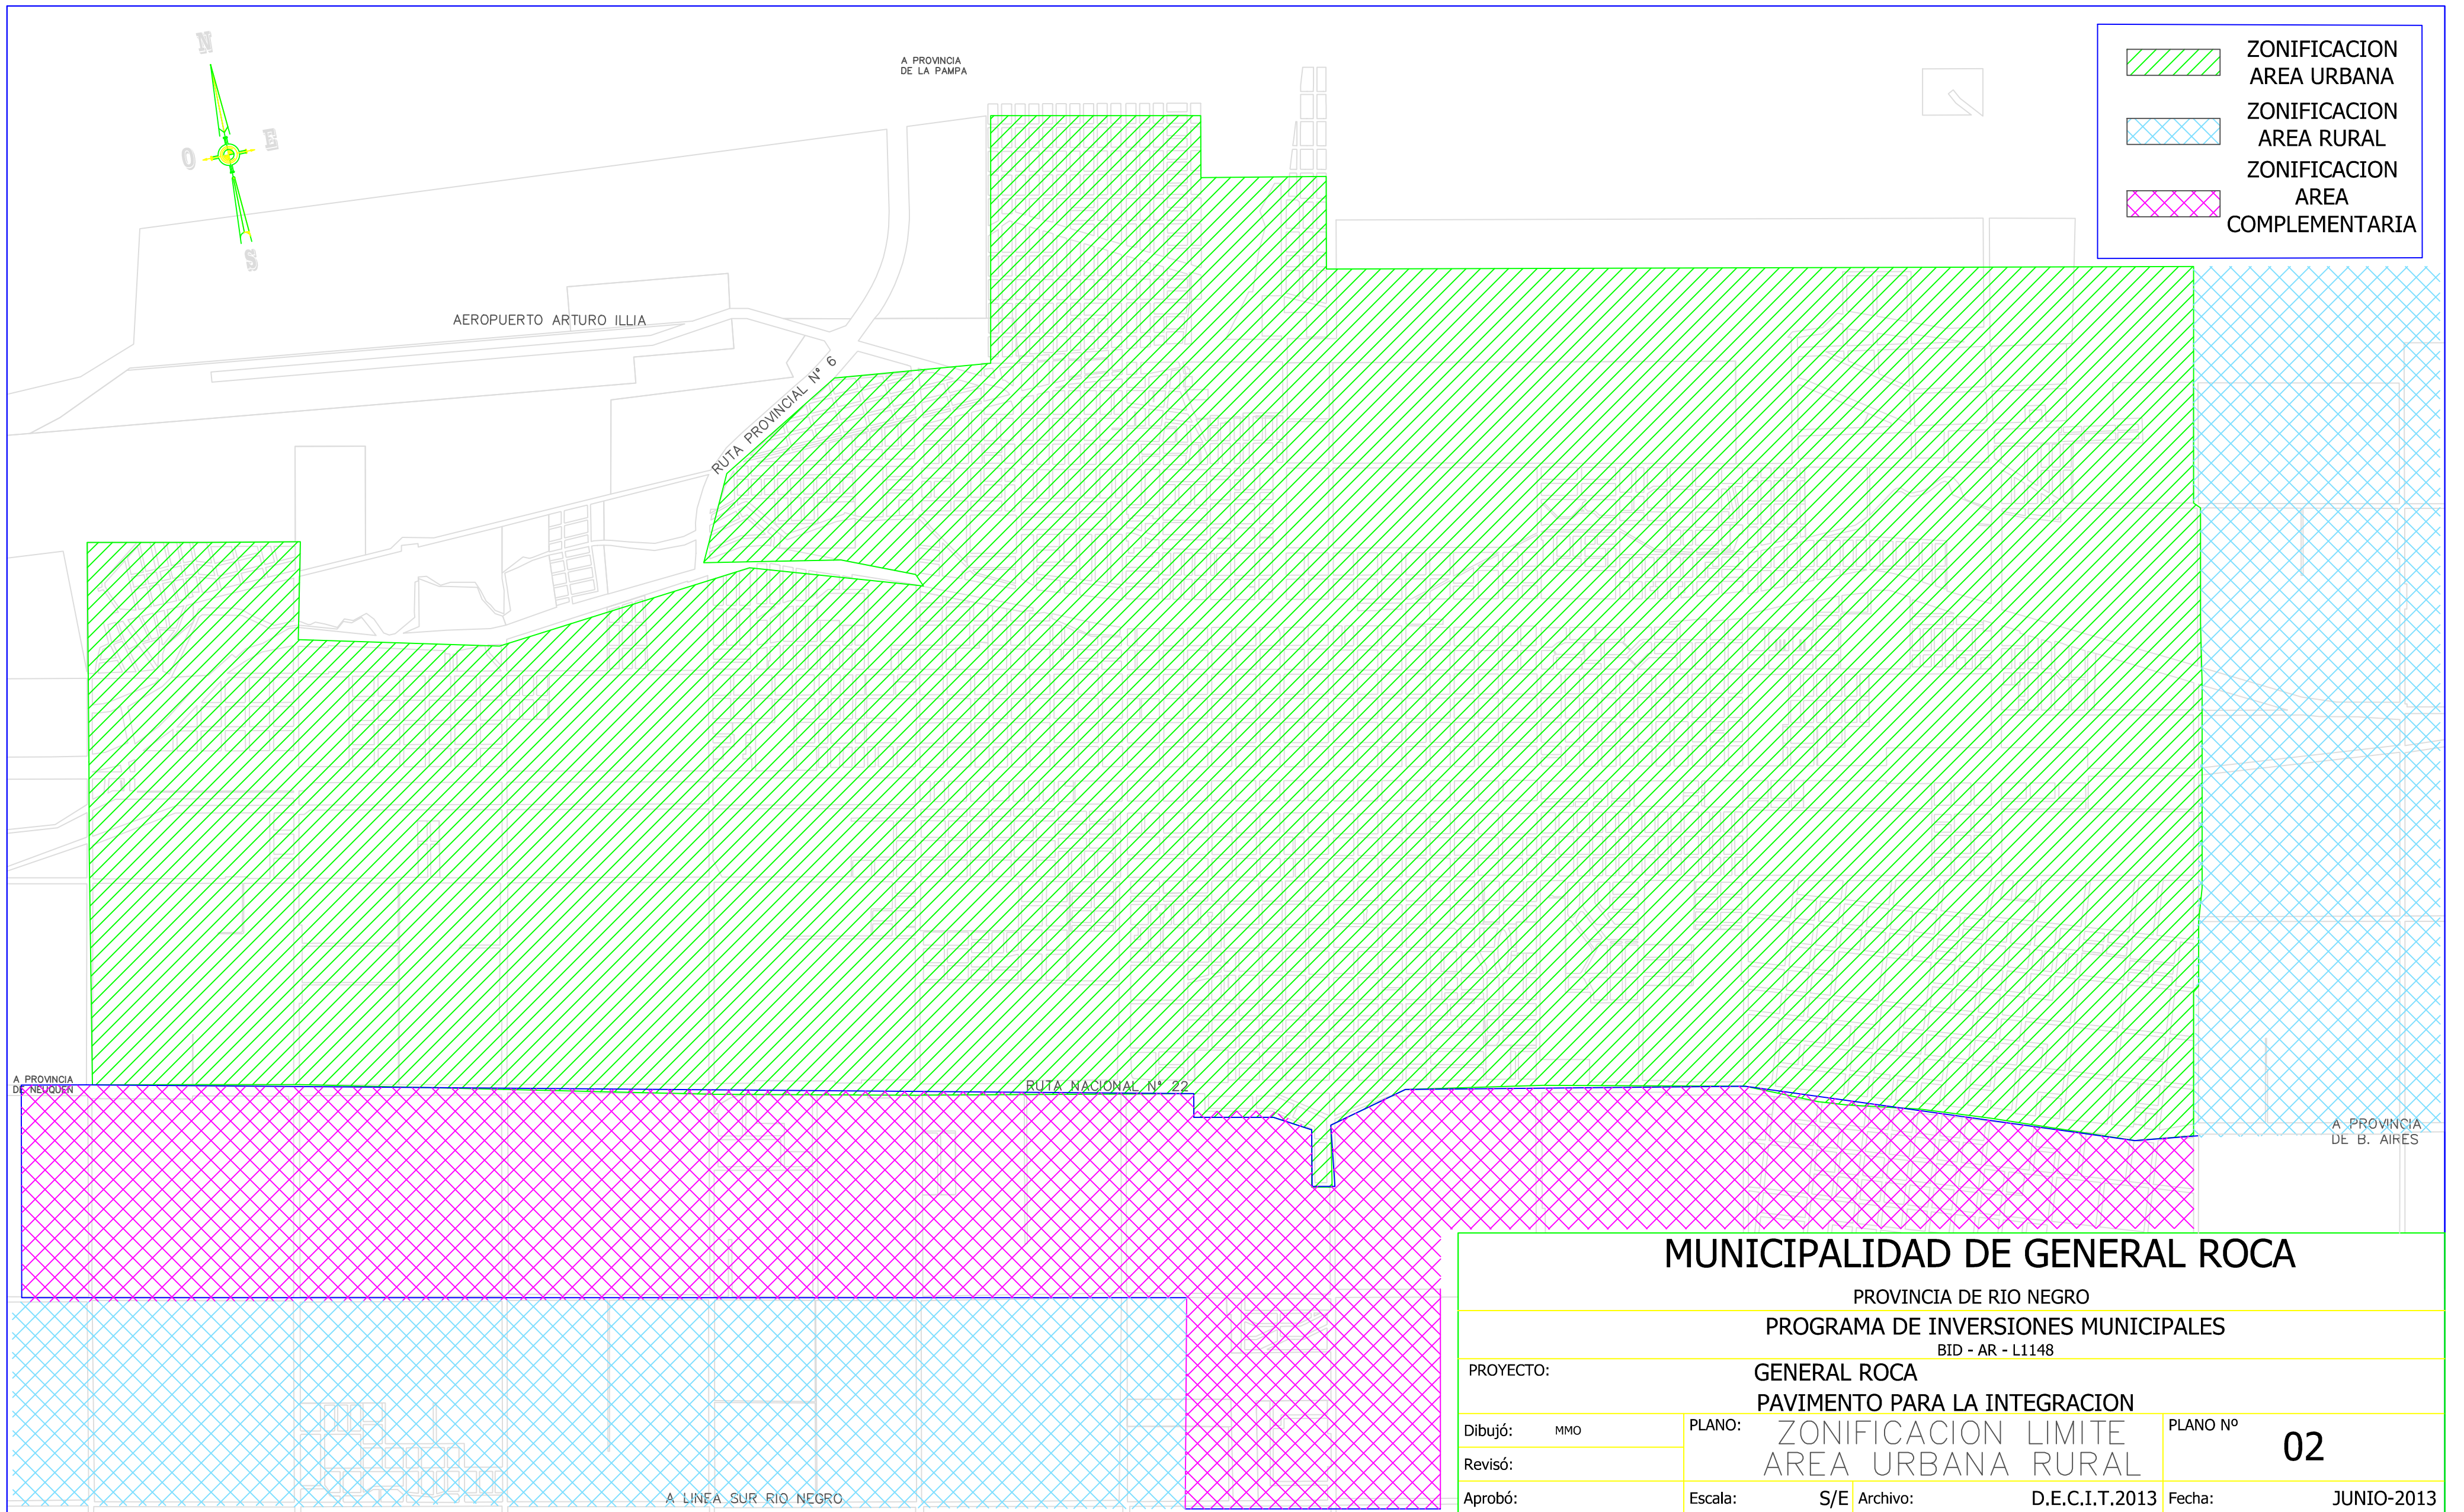 N
E
O
S
A PROVINCIA
DE LA PAMPA
ZONIFICACION
AREA URBANA
ZONIFICACION
AREA RURAL
ZONIFICACION
AREA
COMPLEMENTARIA
AEROPUERTO ARTURO ILLIA
RUTA PROVINCIAL Nº 6
A PROVINCIA
DE NEUQUEN
RUTA NACIONAL Nº 22
A PROVINCIA
DE B. AIRES
A LINEA SUR RIO NEGRO
MUNICIPALIDAD DE GENERAL ROCA
PROVINCIA DE RIO NEGRO
PROGRAMA DE INVERSIONES MUNICIPALES
BID - AR - L1148
PROYECTO: GENERAL ROCA
PAVIMENTO PARA LA INTEGRACION
Dibujó: MMO
Revisó:
Aprobó:
PLANO: ZONIFICACION LIMITE
AREA URBANA RURAL
PLANO Nº 02
Escala: S/E Archivo: D.E.C.I.T.2013 Fecha: JUNIO-2013